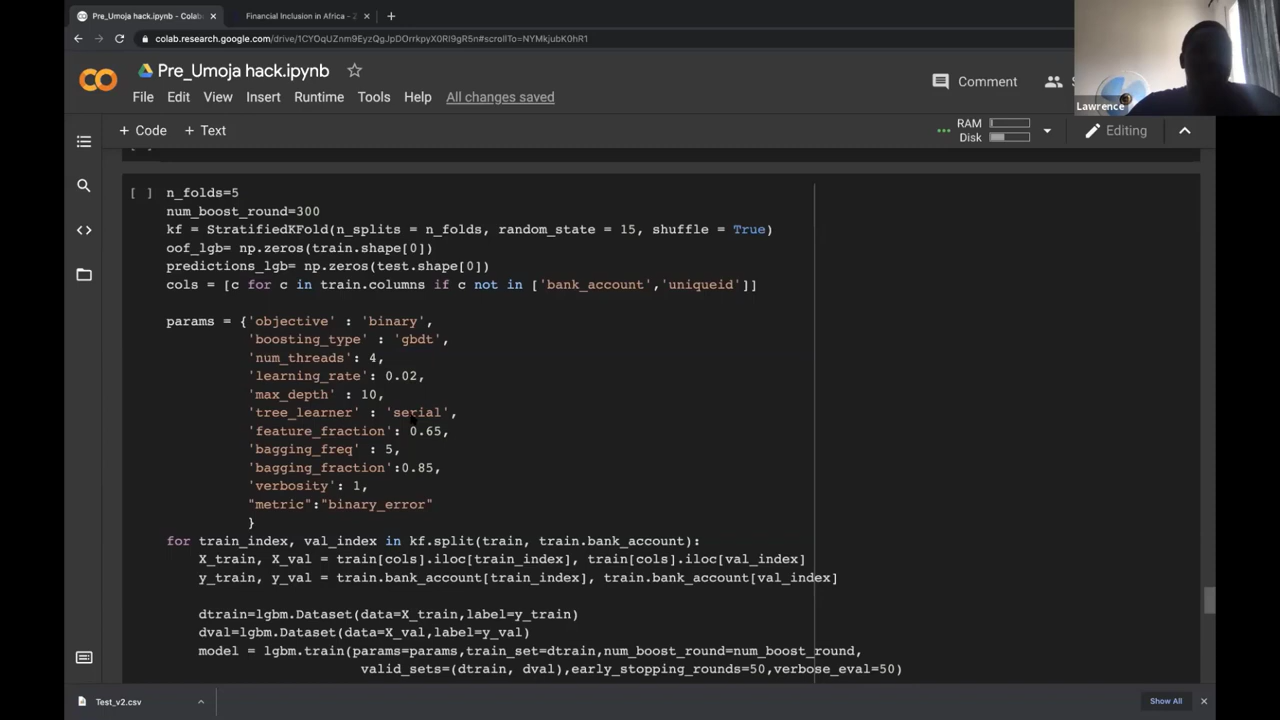 Pre_Umoja hack.ipynb - Colabo
Financial Inclusion in Africa - Z
colab.research.google.com/drive/1CYOqUZnm9EyzQgJpDOrrkpyX0RI9gR5n#scrollTo=NYMkjubK0hR1
Lawrence
Pre_Umoja hack.ipynb
File Edit View Insert Runtime Tools Help All changes saved
Comment
+ Code + Text
RAM
Disk
Editing
[ ] n_folds=5
num_boost_round=300
kf = StratifiedKFold(n_splits = n_folds, random_state = 15, shuffle = True)
oof_lgb= np.zeros(train.shape[0])
predictions_lgb= np.zeros(test.shape[0])
cols = [c for c in train.columns if c not in ['bank_account','uniqueid']]
params = {'objective' : 'binary',
'boosting_type' : 'gbdt',
'num_threads': 4,
'learning_rate': 0.02,
'max_depth' : 10,
'tree_learner' : 'serial',
'feature_fraction': 0.65,
'bagging_freq' : 5,
'bagging_fraction':0.85,
'verbosity': 1,
"metric":"binary_error"
}
for train_index, val_index in kf.split(train, train.bank_account):
X_train, X_val = train[cols].iloc[train_index], train[cols].iloc[val_index]
y_train, y_val = train.bank_account[train_index], train.bank_account[val_index]
dtrain=lgbm.Dataset(data=X_train,label=y_train)
dval=lgbm.Dataset(data=X_val,label=y_val)
model = lgbm.train(params=params,train_set=dtrain,num_boost_round=num_boost_round,
valid_sets=(dtrain, dval),early_stopping_rounds=50,verbose_eval=50)
Test_v2.csv
Show All